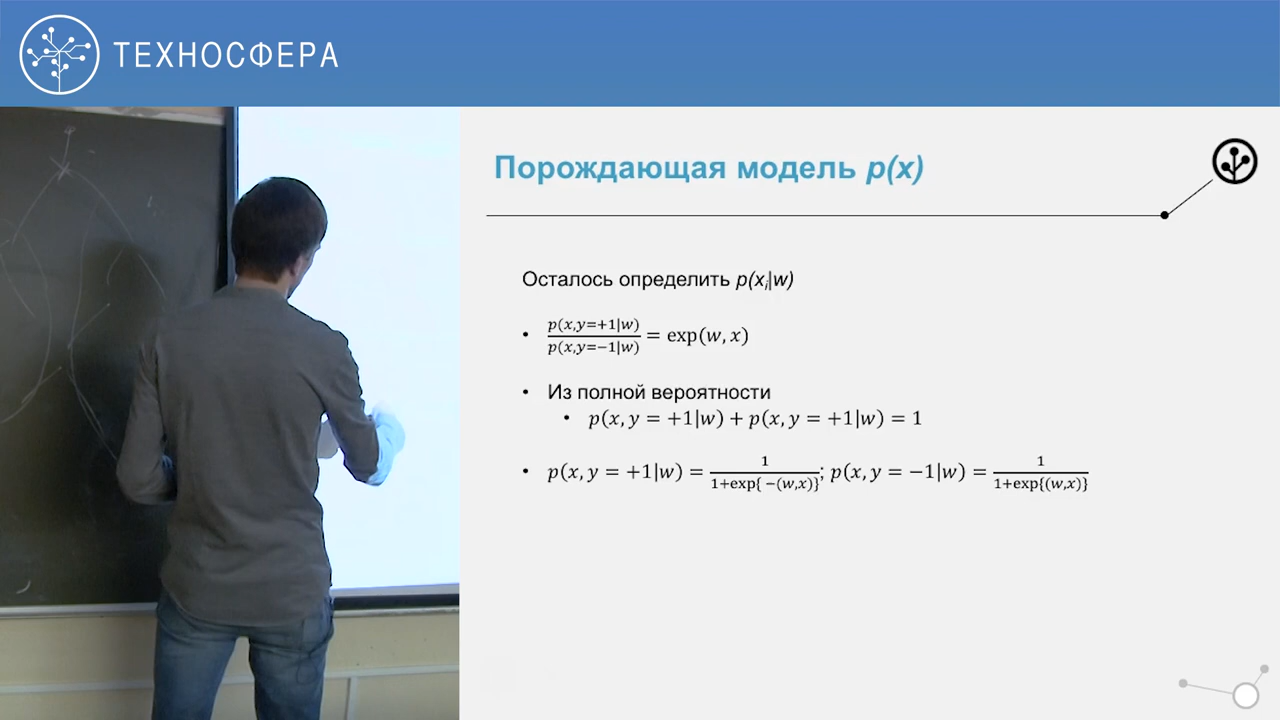 ТЕХНОСФЕРА
Порождающая модель p(x)
Осталось определить p(xᵢ|w)
• p(x,y=+1|w) / p(x,y=−1|w) = exp(w, x)
• Из полной вероятности
• p(x, y = +1|w) + p(x, y = +1|w) = 1
• p(x, y = +1|w) = 1 / 1+exp{ −(w,x)}; p(x, y = −1|w) = 1 / 1+exp{(w,x)}